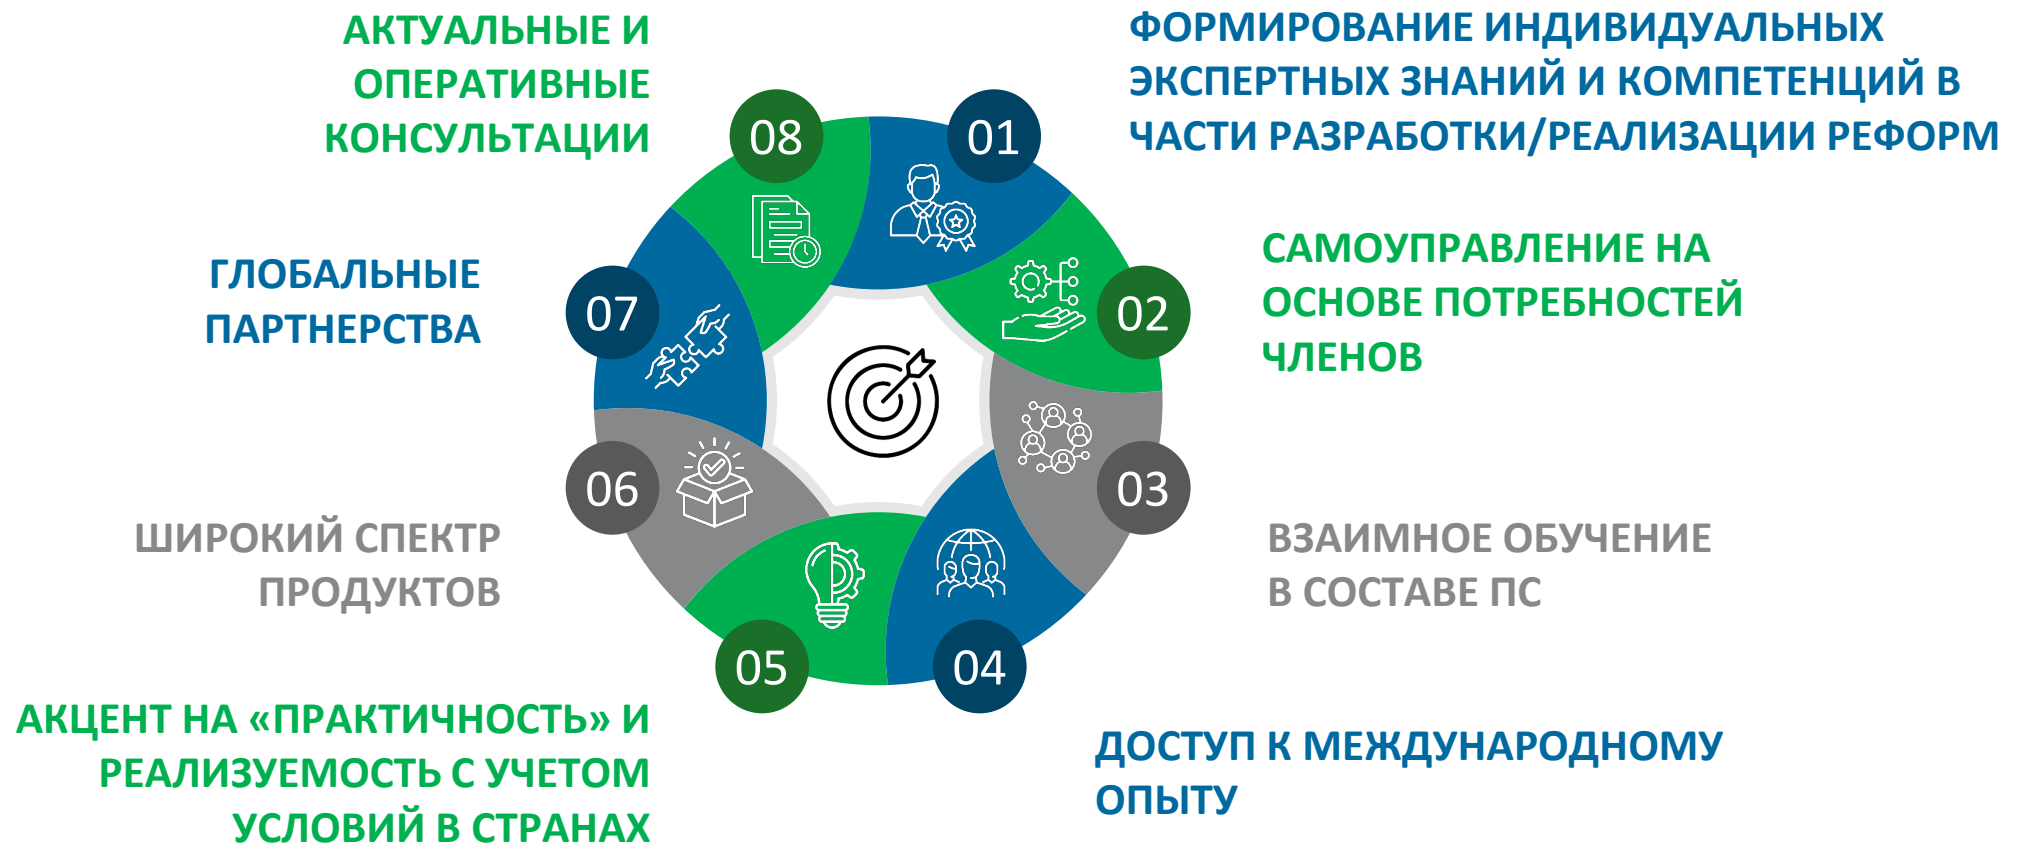 01
ФОРМИРОВАНИЕ ИНДИВИДУАЛЬНЫХ
ЭКСПЕРТНЫХ ЗНАНИЙ И КОМПЕТЕНЦИЙ В
ЧАСТИ РАЗРАБОТКИ/РЕАЛИЗАЦИИ РЕФОРМ
02
САМОУПРАВЛЕНИЕ НА
ОСНОВЕ ПОТРЕБНОСТЕЙ
ЧЛЕНОВ
03
ВЗАИМНОЕ ОБУЧЕНИЕ
В СОСТАВЕ ПС
04
ДОСТУП К МЕЖДУНАРОДНОМУ
ОПЫТУ
05
АКЦЕНТ НА «ПРАКТИЧНОСТЬ» И
РЕАЛИЗУЕМОСТЬ С УЧЕТОМ
УСЛОВИЙ В СТРАНАХ
06
ШИРОКИЙ СПЕКТР
ПРОДУКТОВ
07
ГЛОБАЛЬНЫЕ
ПАРТНЕРСТВА
08
АКТУАЛЬНЫЕ И
ОПЕРАТИВНЫЕ
КОНСУЛЬТАЦИИ